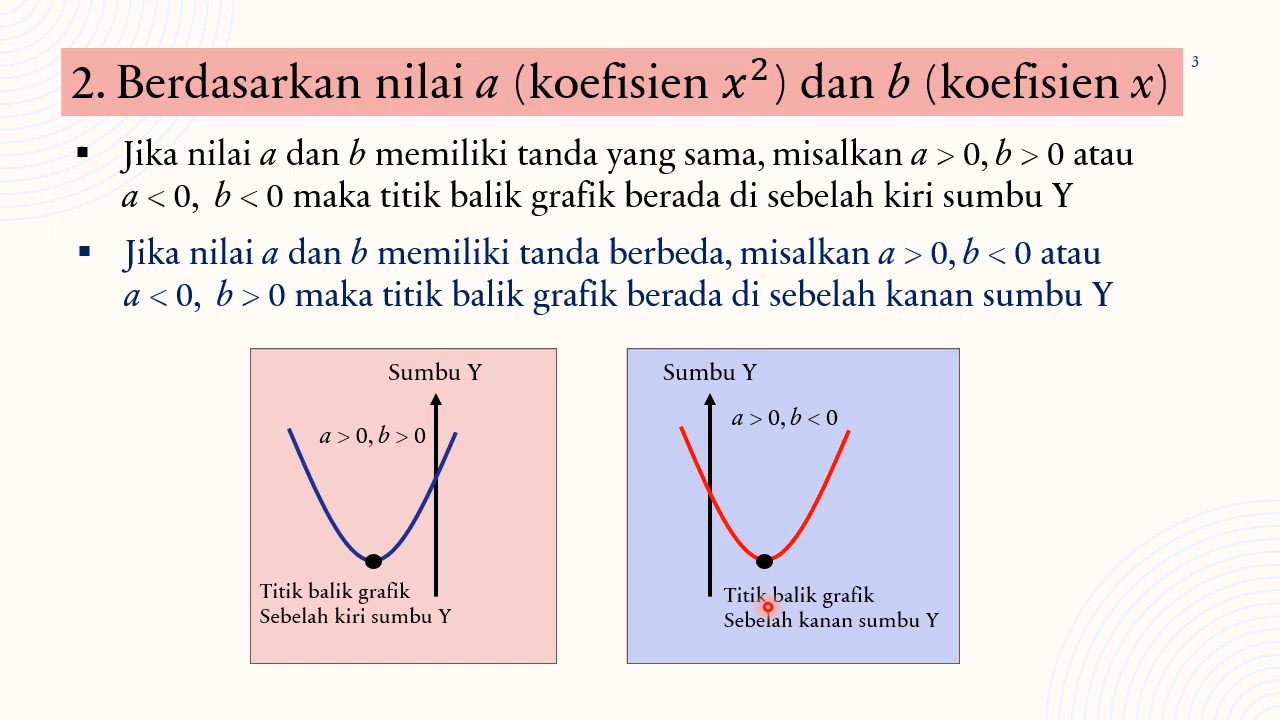 2. Berdasarkan nilai a (koefisien x²) dan b (koefisien x)
3
▪ Jika nilai a dan b memiliki tanda yang sama, misalkan a > 0, b > 0 atau
a < 0, b < 0 maka titik balik grafik berada di sebelah kiri sumbu Y
▪ Jika nilai a dan b memiliki tanda berbeda, misalkan a > 0, b < 0 atau
a < 0, b > 0 maka titik balik grafik berada di sebelah kanan sumbu Y
Sumbu Y
a > 0, b > 0
Titik balik grafik
Sebelah kiri sumbu Y
Sumbu Y
a > 0, b < 0
Titik balik grafik
Sebelah kanan sumbu Y